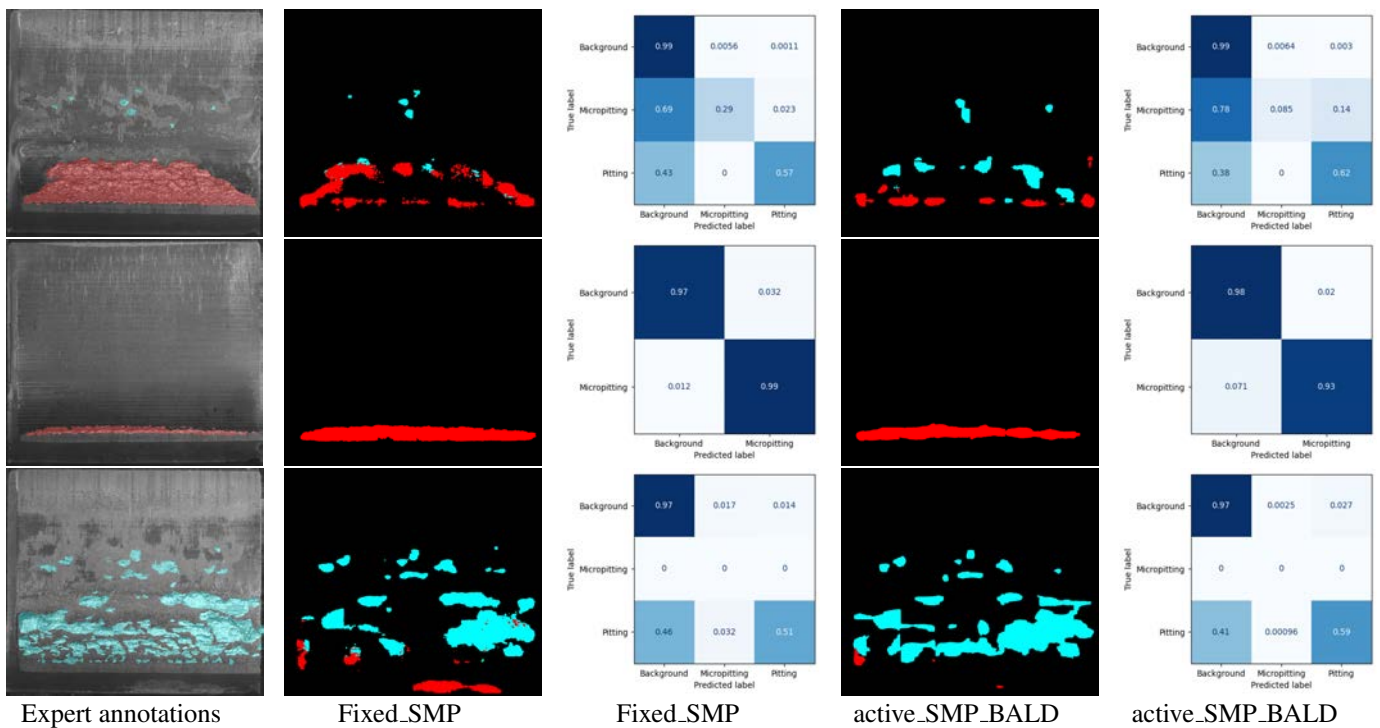 Background
0.99 0.0056 0.0011
Micropitting
0.69 0.29 0.023
Pitting
0.43 0 0.57
True label
Background Micropitting Pitting
Predicted label
Background
0.99 0.0064 0.003
Micropitting
0.78 0.085 0.14
Pitting
0.38 0 0.62
True label
Background Micropitting Pitting
Predicted label
Background
0.97 0.032
Micropitting
0.012 0.99
True label
Background Micropitting
Predicted label
Background
0.98 0.02
Micropitting
0.071 0.93
True label
Background Micropitting
Predicted label
Background
0.97 0.017 0.014
Micropitting
0 0 0
Pitting
0.46 0.032 0.51
True label
Background Micropitting Pitting
Predicted label
Background
0.97 0.0025 0.027
Micropitting
0 0 0
Pitting
0.41 0.00096 0.59
True label
Background Micropitting Pitting
Predicted label
Expert annotations Fixed_SMP Fixed_SMP active_SMP_BALD active_SMP_BALD